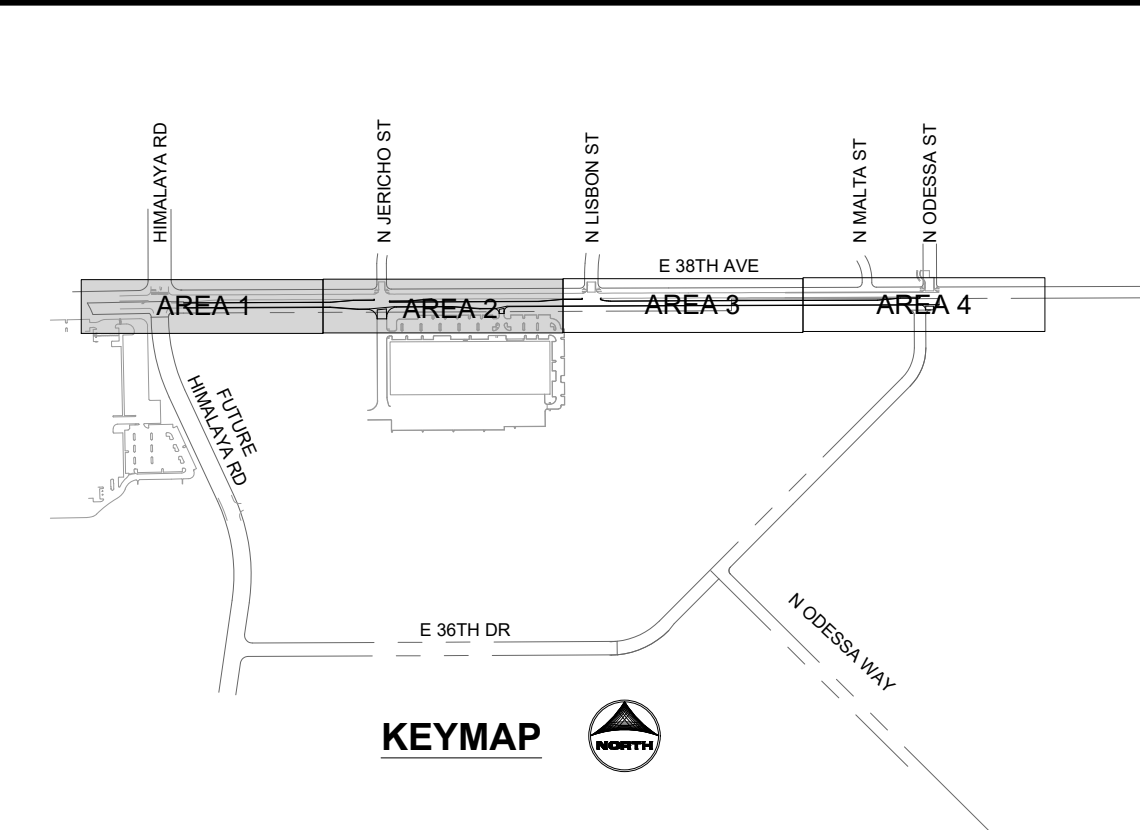 HIMALAYA RD
N JERICHO ST
N LISBON ST
N MALTA ST
N ODESSA ST
E 38TH AVE
AREA 1
AREA 2
AREA 3
AREA 4
FUTURE
HIMALAYA RD
E 36TH DR
N ODESSA WAY
KEYMAP
NORTH